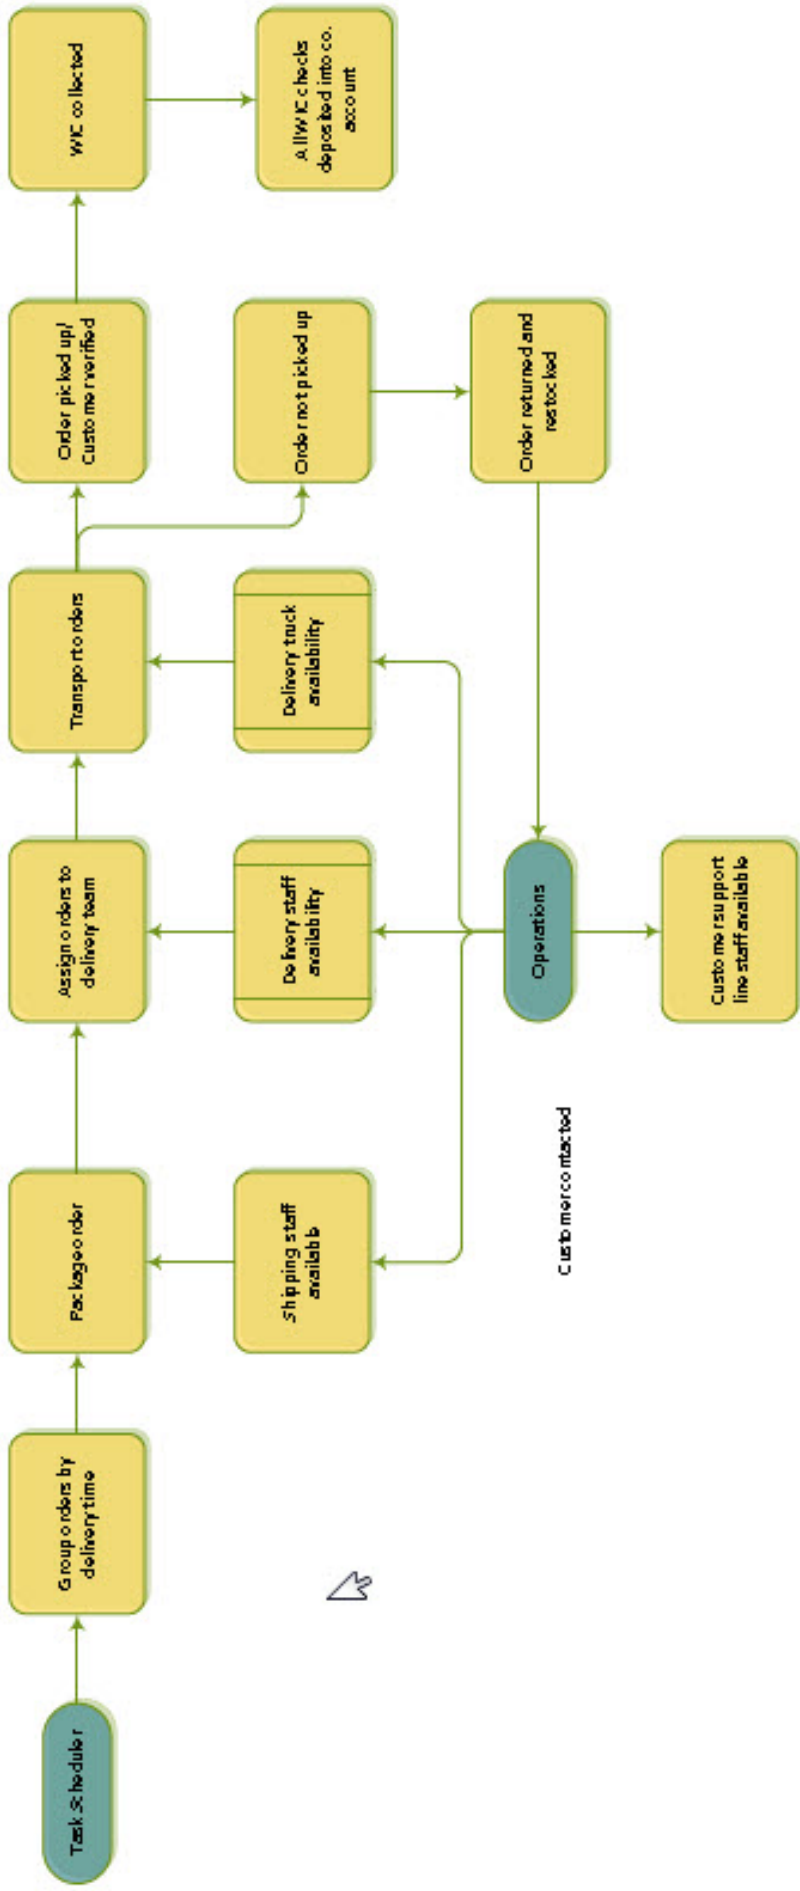 Task Scheduler
Group orders by
delivery time
Package order
Assign orders to
delivery team
Transport orders
Order picked up/
Customer verified
WIC collected
Shipping staff
available
Delivery staff
availability
Delivery truck
availability
Order not picked up
All WIC checks
deposited into co.
account
Customer contacted
Operations
Order returned and
restocked
Customer support
line staff available